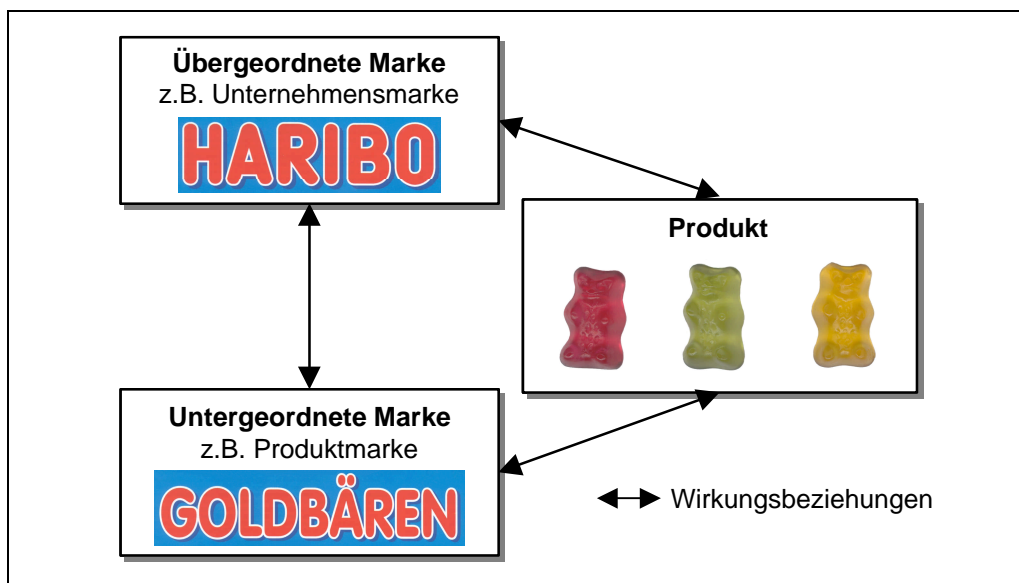 Übergeordnete Marke
z.B. Unternehmensmarke
HARIBO
Produkt
Untergeordnete Marke
z.B. Produktmarke
GOLDBÄREN
Wirkungsbeziehungen